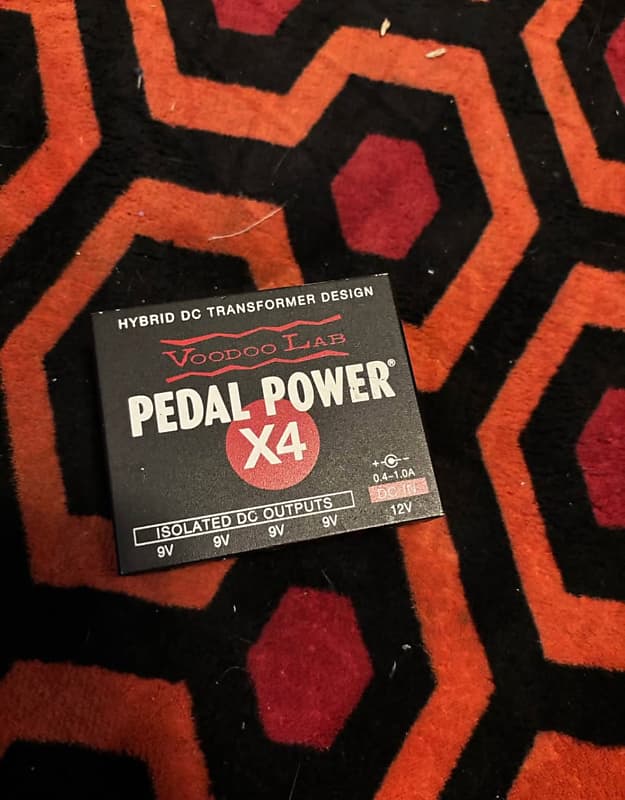 HYBRID DC TRANSFORMER DESIGN
VOODOO LAB
PEDAL POWER®
X4
0.4-1.0A
DC IN
12V
ISOLATED DC OUTPUTS
9V 9V 9V 9V